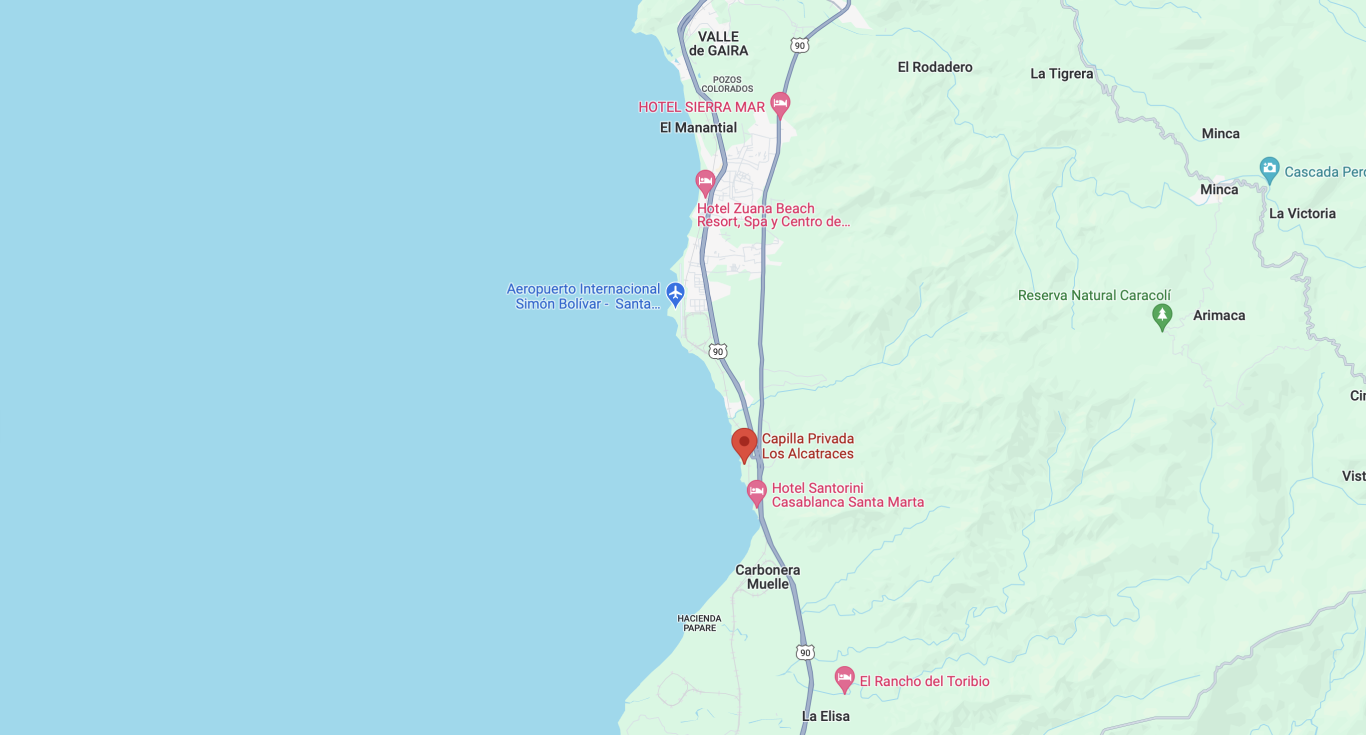 VALLE
de GAIRA
90
El Rodadero
La Tigrera
POZOS
COLORADOS
HOTEL SIERRA MAR
El Manantial
Minca
Cascada Perd
Minca
La Victoria
Hotel Zuana Beach
Resort, Spa y Centro de...
Aeropuerto Internacional
Simón Bolívar - Santa...
Reserva Natural Caracolí
Arimaca
90
Cir
Capilla Privada
Los Alcatraces
Vist
Hotel Santorini
Casablanca Santa Marta
Carbonera
Muelle
HACIENDA
PAPARE
90
El Rancho del Toribio
La Elisa